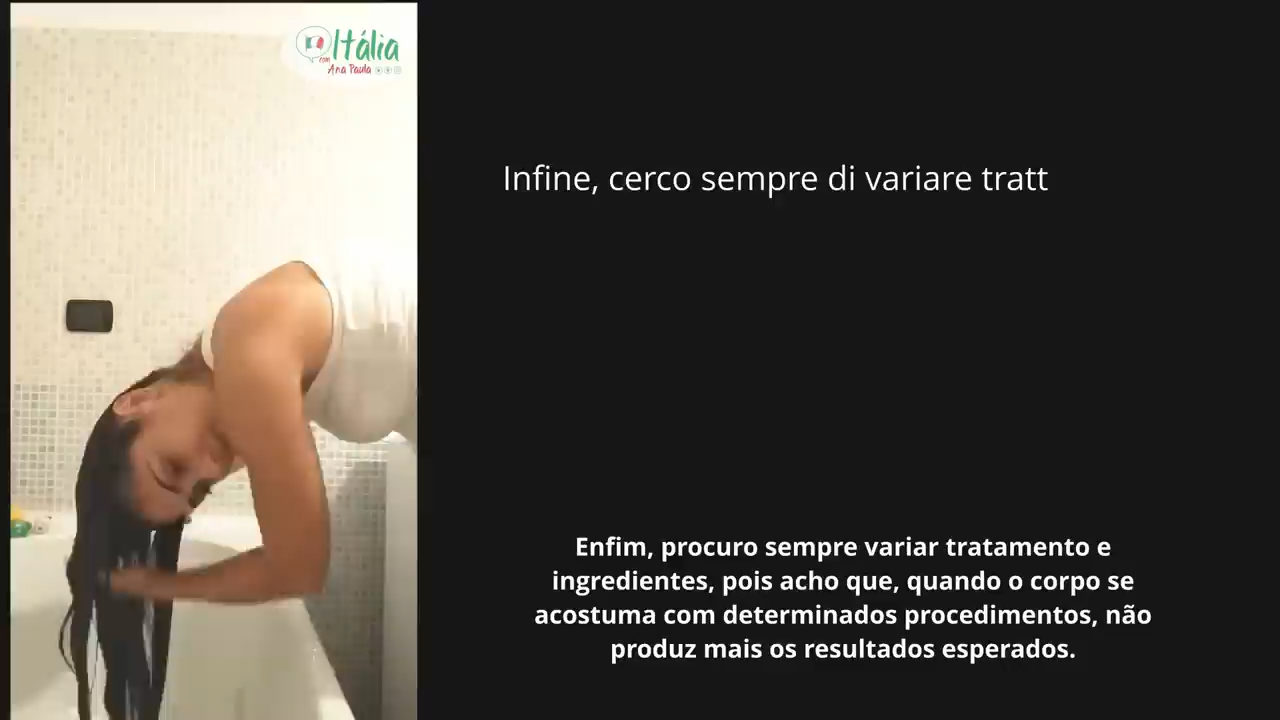 Itália
com
Ana Paula
Infine, cerco sempre di variare tratt
Enfim, procuro sempre variar tratamento e
ingredientes, pois acho que, quando o corpo se
acostuma com determinados procedimentos, não
produz mais os resultados esperados.